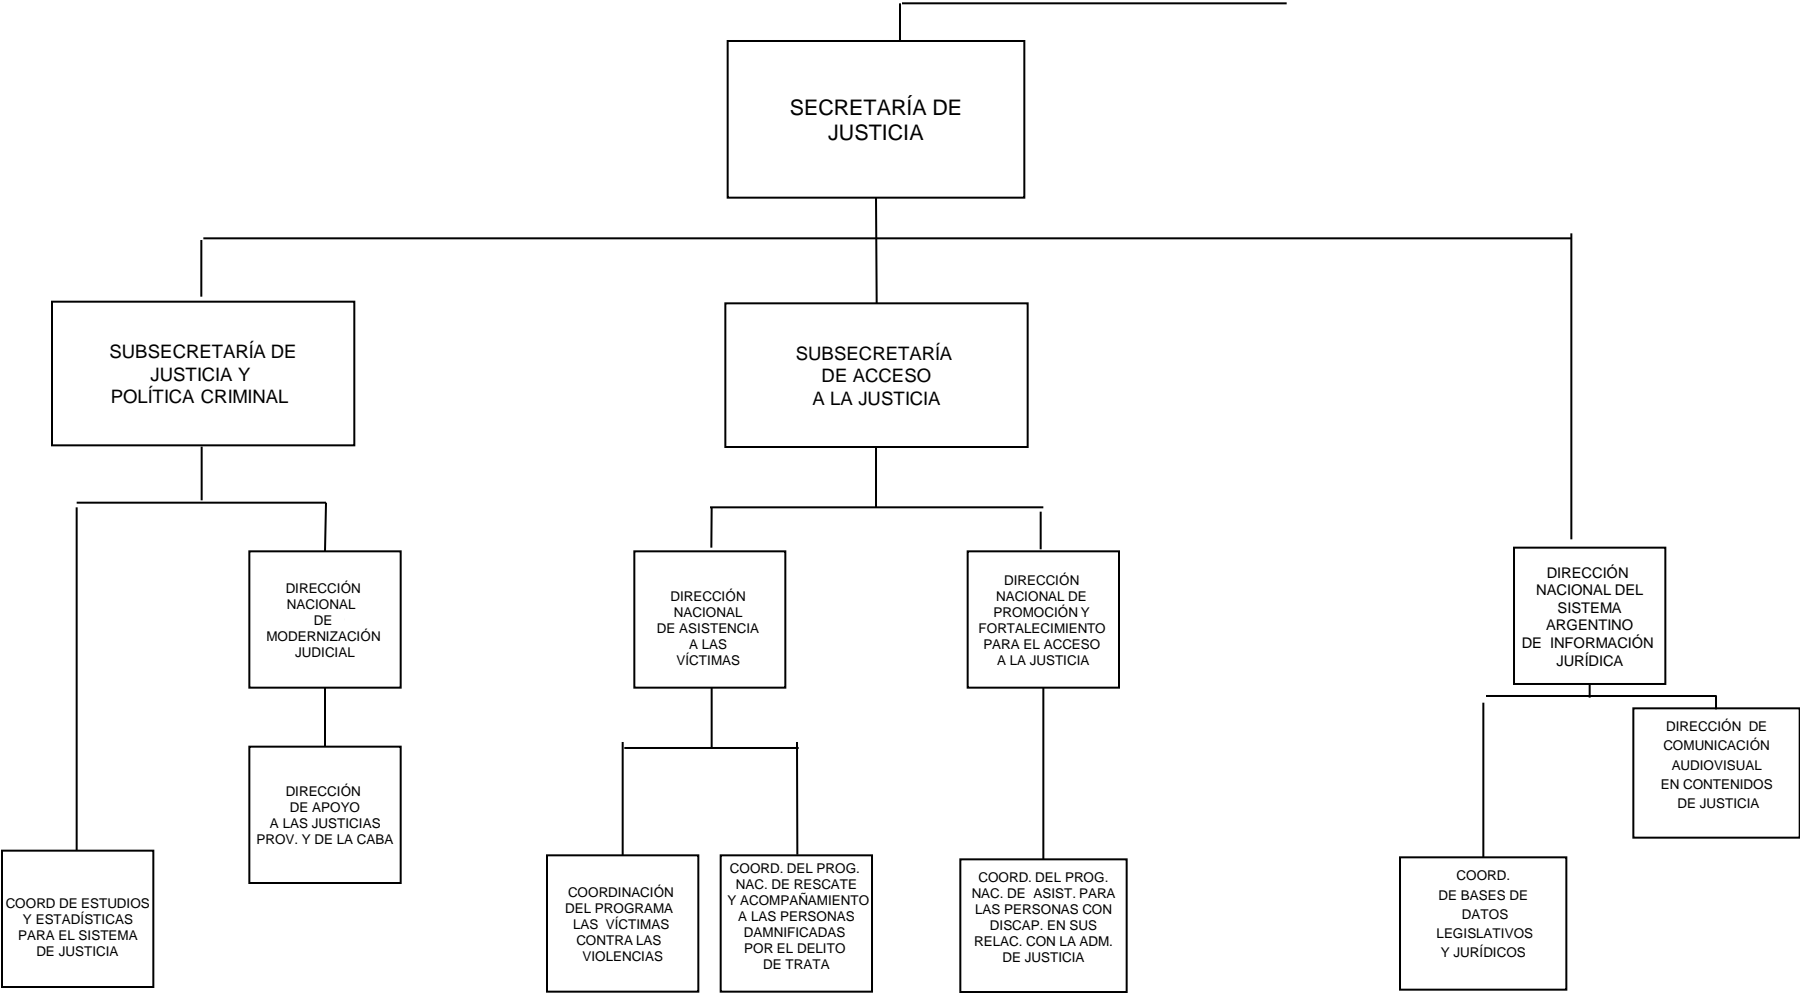 SECRETARÍA DE
JUSTICIA
SUBSECRETARÍA DE
JUSTICIA Y
POLÍTICA CRIMINAL
SUBSECRETARÍA
DE ACCESO
A LA JUSTICIA
DIRECCIÓN
NACIONAL
DE
MODERNIZACIÓN
JUDICIAL
DIRECCIÓN
NACIONAL
DE ASISTENCIA
A LAS
VÍCTIMAS
DIRECCIÓN
NACIONAL DE
PROMOCIÓN Y
FORTALECIMIENTO
PARA EL ACCESO
A LA JUSTICIA
DIRECCIÓN
NACIONAL DEL
SISTEMA
ARGENTINO
DE INFORMACIÓN
JURÍDICA
DIRECCIÓN DE
COMUNICACIÓN
AUDIOVISUAL
EN CONTENIDOS
DE JUSTICIA
DIRECCIÓN
DE APOYO
A LAS JUSTICIAS
PROV. Y DE LA CABA
COORD DE ESTUDIOS
Y ESTADÍSTICAS
PARA EL SISTEMA
DE JUSTICIA
COORDINACIÓN
DEL PROGRAMA
LAS VÍCTIMAS
CONTRA LAS
VIOLENCIAS
COORD. DEL PROG.
NAC. DE RESCATE
Y ACOMPAÑAMIENTO
A LAS PERSONAS
DAMNIFICADAS
POR EL DELITO
DE TRATA
COORD. DEL PROG.
NAC. DE ASIST. PARA
LAS PERSONAS CON
DISCAP. EN SUS
RELAC. CON LA ADM.
DE JUSTICIA
COORD.
DE BASES DE
DATOS
LEGISLATIVOS
Y JURÍDICOS